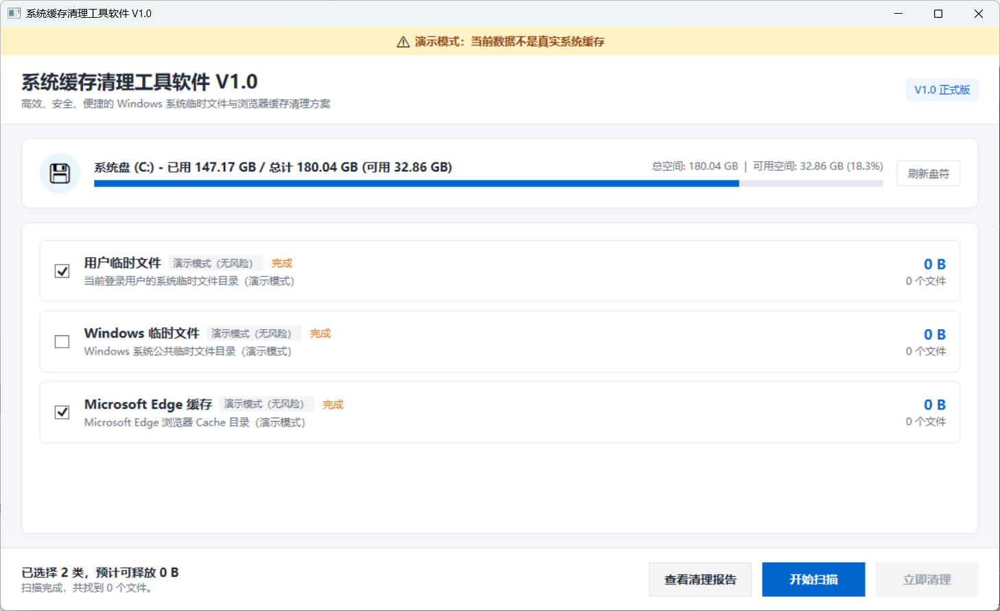 系统缓存清理工具软件 V1.0
⚠ 演示模式：当前数据不是真实系统缓存
系统缓存清理工具软件 V1.0
高效、安全、便捷的 Windows 系统临时文件与浏览器缓存清理方案
V1.0 正式版
系统盘 (C:) - 已用 147.17 GB / 总计 180.04 GB (可用 32.86 GB)
总空间: 180.04 GB | 可用空间: 32.86 GB (18.3%)
刷新盘符
用户临时文件 演示模式（无风险） 完成
当前登录用户的系统临时文件目录（演示模式）
0 B
0 个文件
Windows 临时文件 演示模式（无风险） 完成
Windows 系统公共临时文件目录（演示模式）
0 B
0 个文件
Microsoft Edge 缓存 演示模式（无风险） 完成
Microsoft Edge 浏览器 Cache 目录（演示模式）
0 B
0 个文件
已选择 2 类，预计可释放 0 B
扫描完成，共找到 0 个文件。
查看清理报告
开始扫描
立即清理